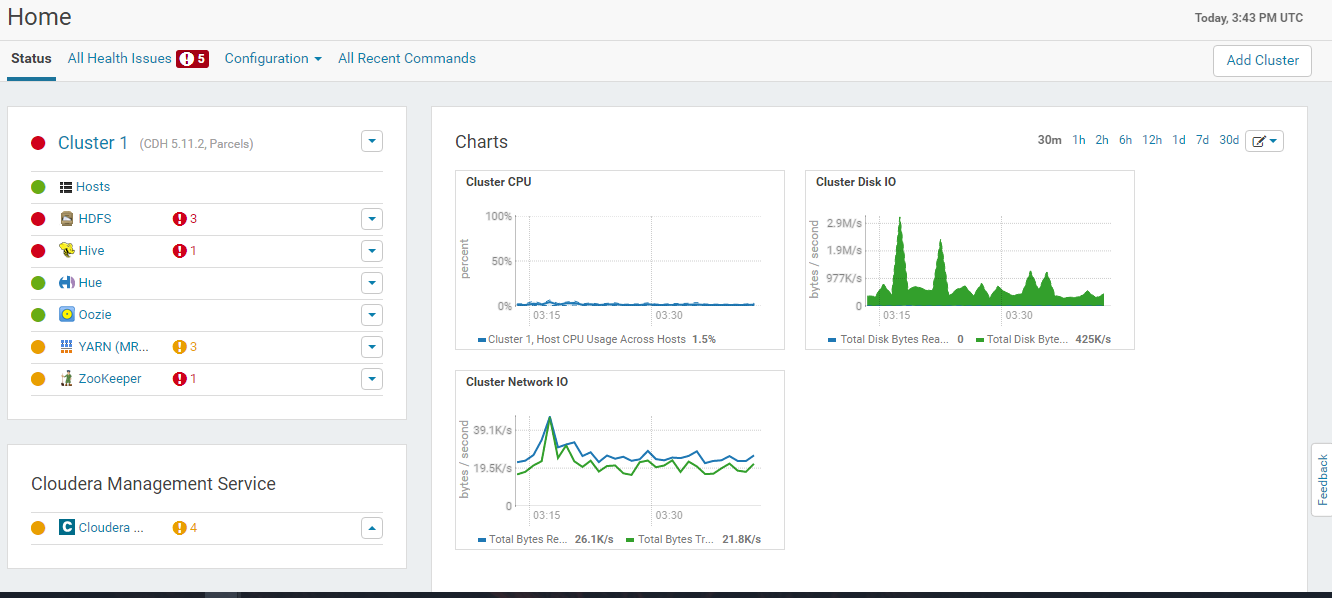 Home
Today, 3:43 PM UTC
Status All Health Issues 5 Configuration All Recent Commands Add Cluster
Cluster 1 (CDH 5.11.2, Parcels)
Hosts
HDFS 3
Hive 1
Hue
Oozie
YARN (MR... 3
ZooKeeper 1
Cloudera Management Service
C Cloudera ... 4
Charts
30m 1h 2h 6h 12h 1d 7d 30d
Cluster CPU
percent
100%
50%
0%
03:15 03:30
Cluster 1, Host CPU Usage Across Hosts 1.5%
Cluster Disk IO
bytes / second
2.9M/s
1.9M/s
977K/s
0
03:15 03:30
Total Disk Bytes Rea... 0 Total Disk Byte... 425K/s
Cluster Network IO
bytes / second
39.1K/s
19.5K/s
0
03:15 03:30
Total Bytes Re... 26.1K/s Total Bytes Tr... 21.8K/s
Feedback